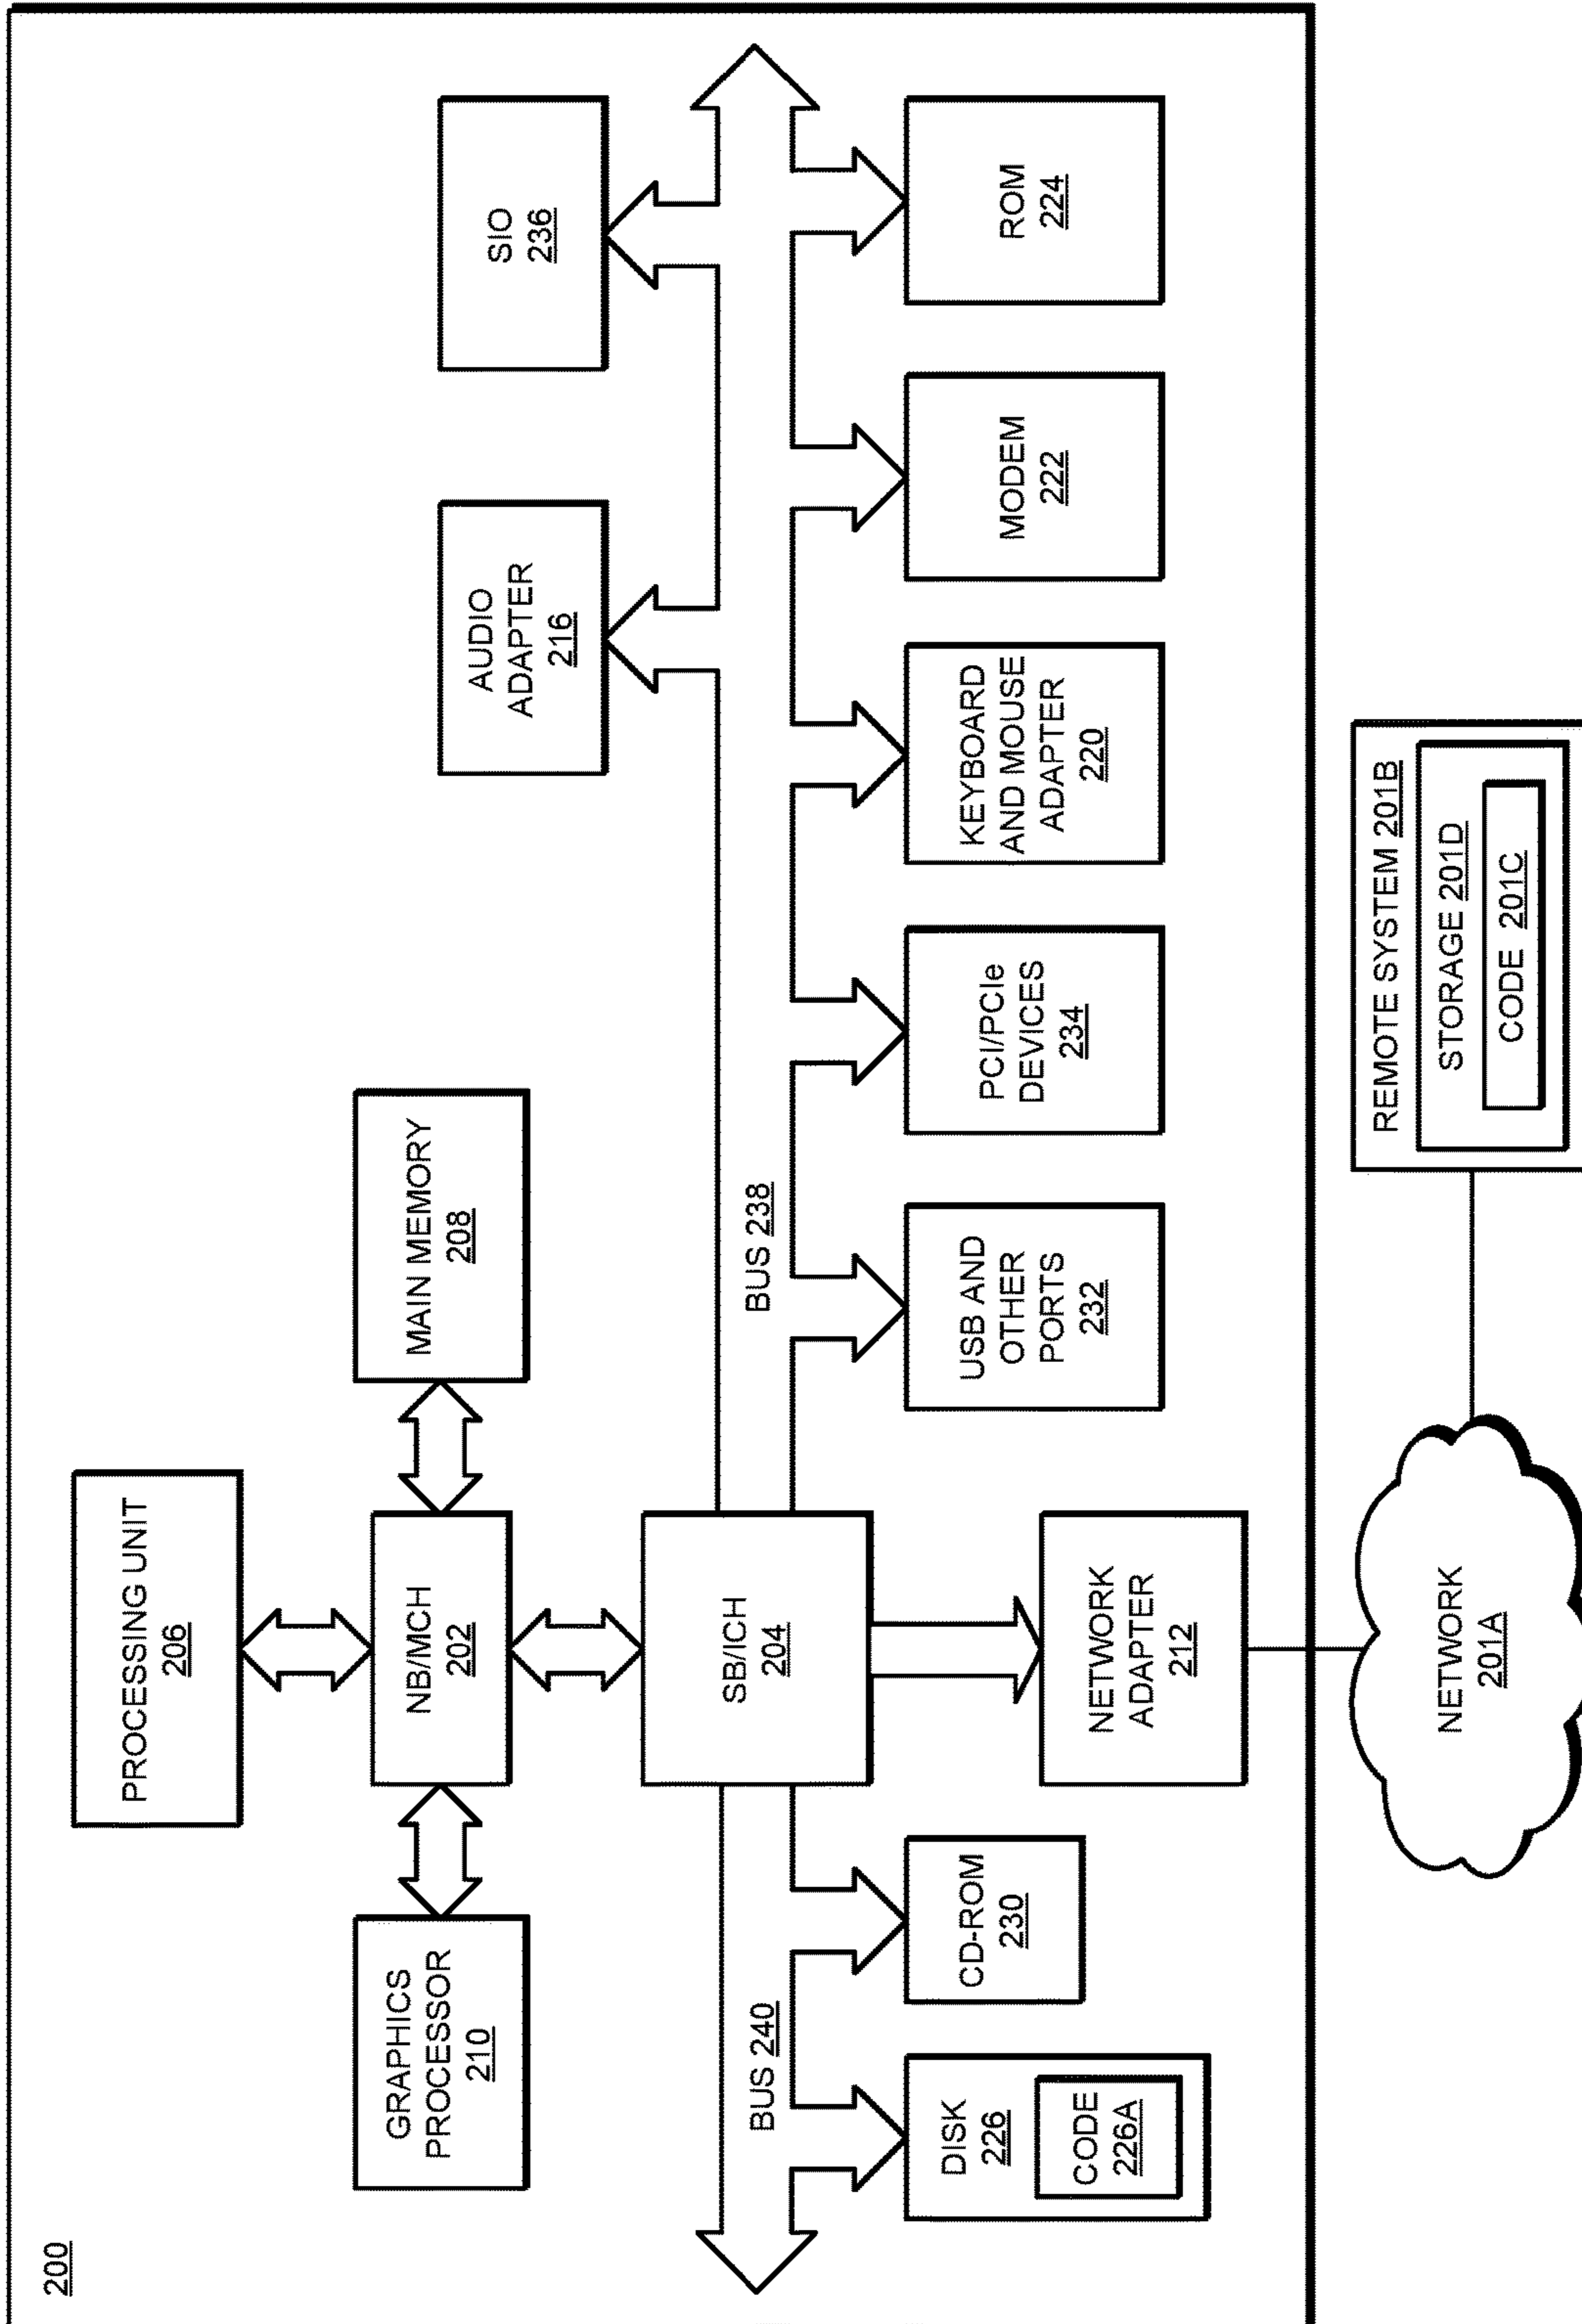 200
PROCESSING UNIT
206
GRAPHICS
PROCESSOR
210
NB/MCH
202
MAIN MEMORY
208
AUDIO
ADAPTER
216
SIO
236
SB/ICH
204
BUS 240
BUS 238
DISK
226
CODE
226A
CD-ROM
230
NETWORK
ADAPTER
212
USB AND
OTHER
PORTS
232
PCI/PCIe
DEVICES
234
KEYBOARD
AND MOUSE
ADAPTER
220
MODEM
222
ROM
224
NETWORK
201A
REMOTE SYSTEM 201B
STORAGE 201D
CODE 201C